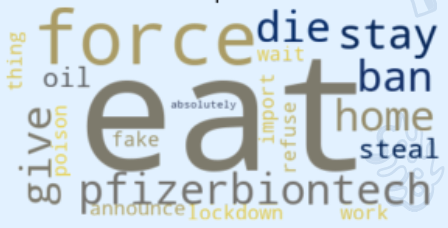 force die stay
thing wait
oil ban
absolutely
eat
give poison fake import refuse home
steal
pfizerbiontech
announce lockdown work